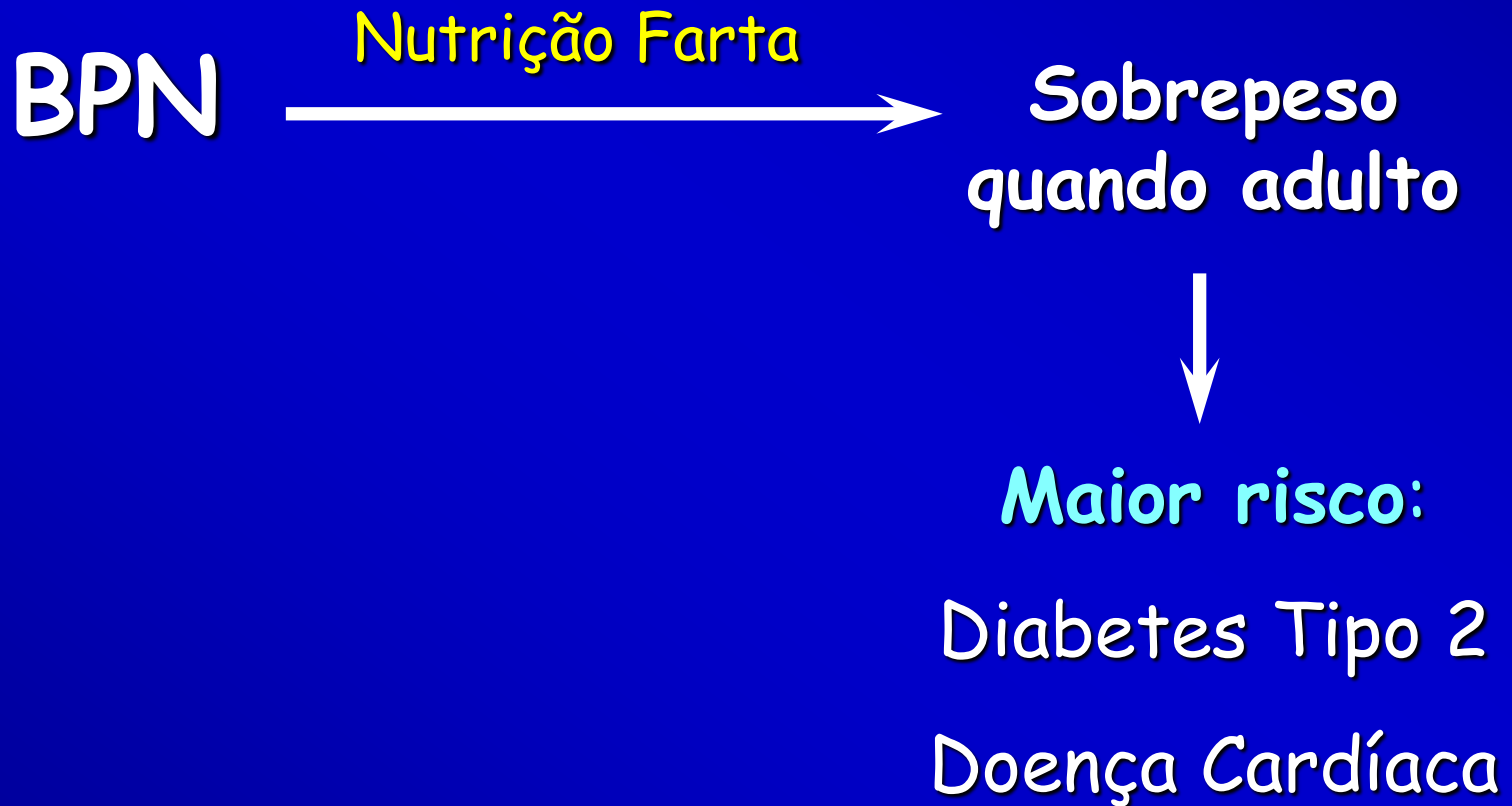 BPN
Nutrição Farta
Sobrepeso
quando adulto
Maior risco:
Diabetes Tipo 2
Doença Cardíaca